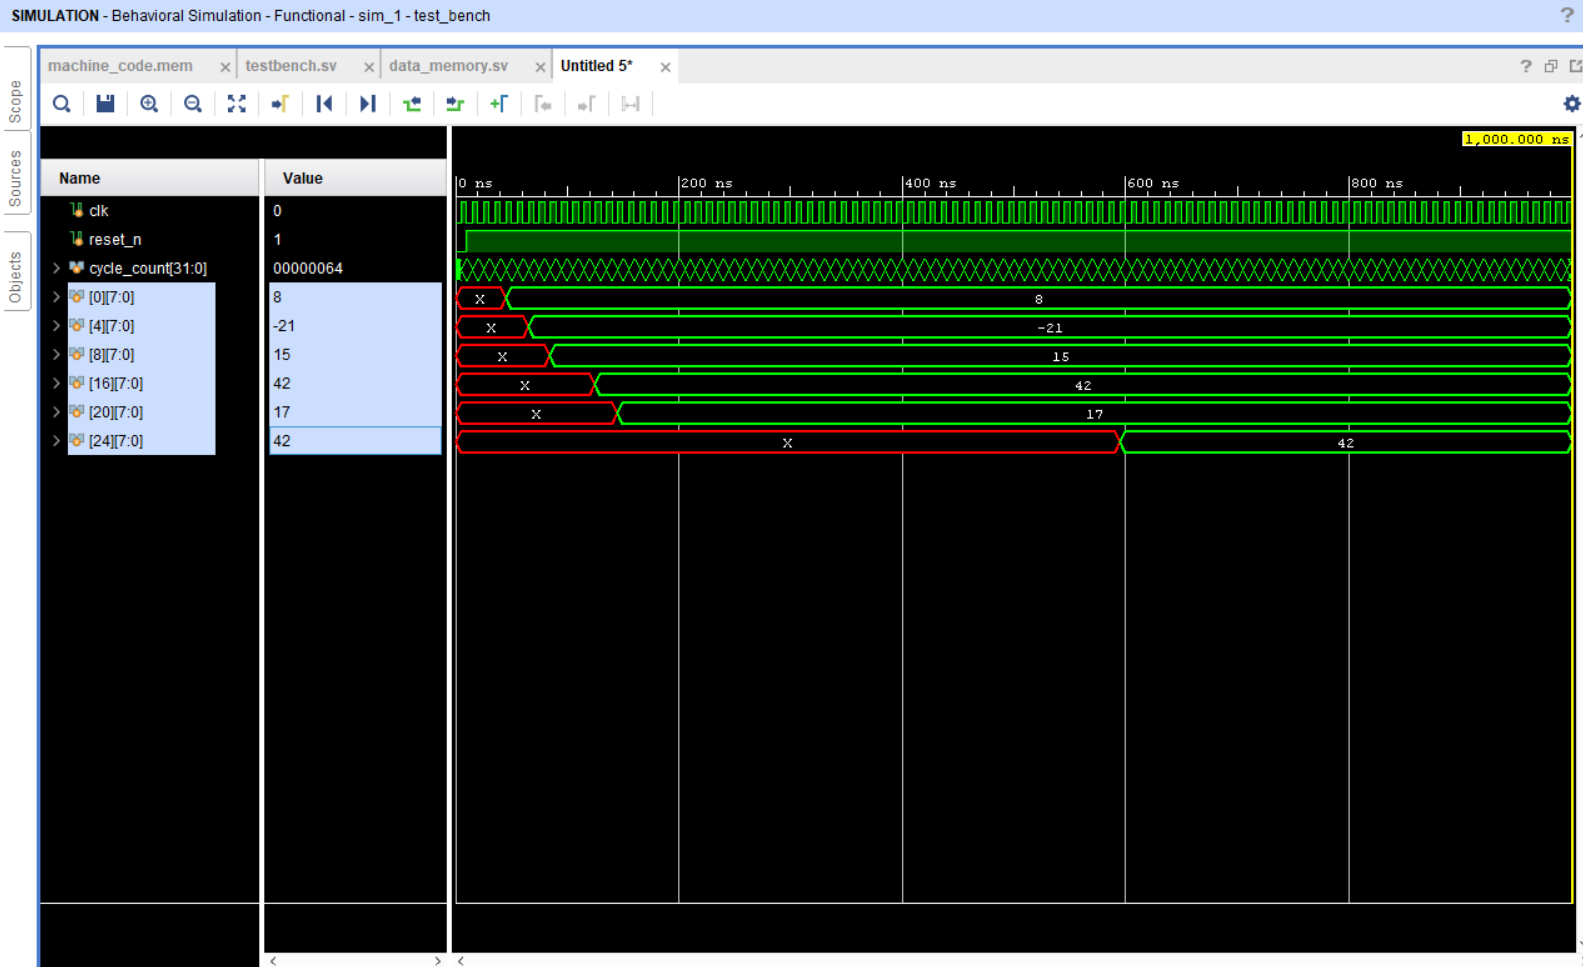 SIMULATION - Behavioral Simulation - Functional - sim_1 - test_bench ?
machine_code.mem × testbench.sv × data_memory.sv × Untitled 5* × ?
Scope
Sources
Objects
1,000.000 ns
Name Value
0 ns 200 ns 400 ns 600 ns 800 ns
clk 0
reset_n 1
cycle_count[31:0] 00000064
[0][7:0] 8 X 8
[4][7:0] -21 X -21
[8][7:0] 15 X 15
[16][7:0] 42 X 42
[20][7:0] 17 X 17
[24][7:0] 42 X 42